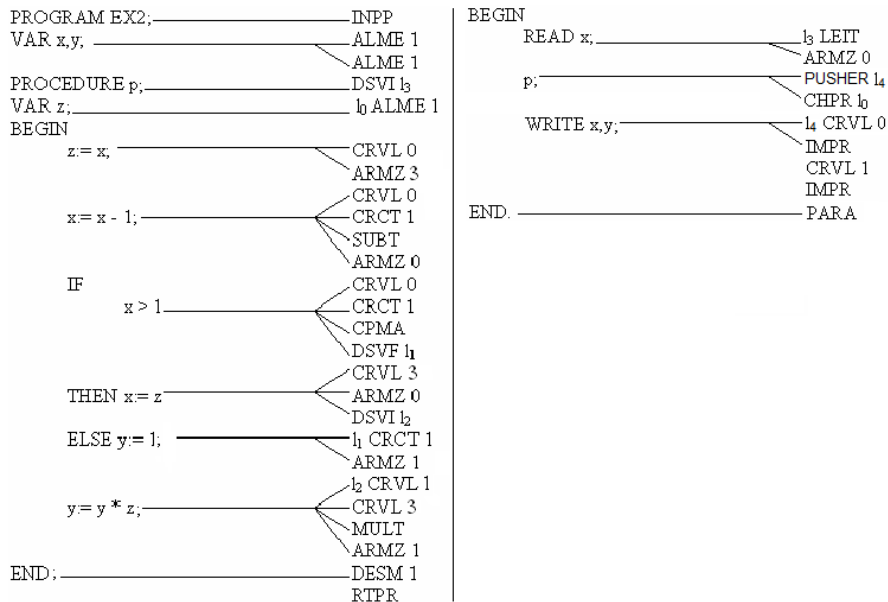 PROGRAM EX2; INPP
VAR x,y; ALME 1
ALME 1
PROCEDURE p; DSVI l3
VAR z; l0 ALME 1
BEGIN
z:= x; CRVL 0
ARMZ 3
CRVL 0
x:= x - 1; CRCT 1
SUBT
ARMZ 0
IF CRVL 0
x > 1 CRCT 1
CPMA
DSVF l1
CRVL 3
THEN x:= z ARMZ 0
DSVI l2
ELSE y:= 1; l1 CRCT 1
ARMZ 1
l2 CRVL 1
y:= y * z; CRVL 3
MULT
ARMZ 1
END; DESM 1
RTPR
BEGIN
READ x; l3 LEIT
ARMZ 0
p; PUSHER l4
CHPR l0
WRITE x,y; l4 CRVL 0
IMPR
CRVL 1
IMPR
END. PARA